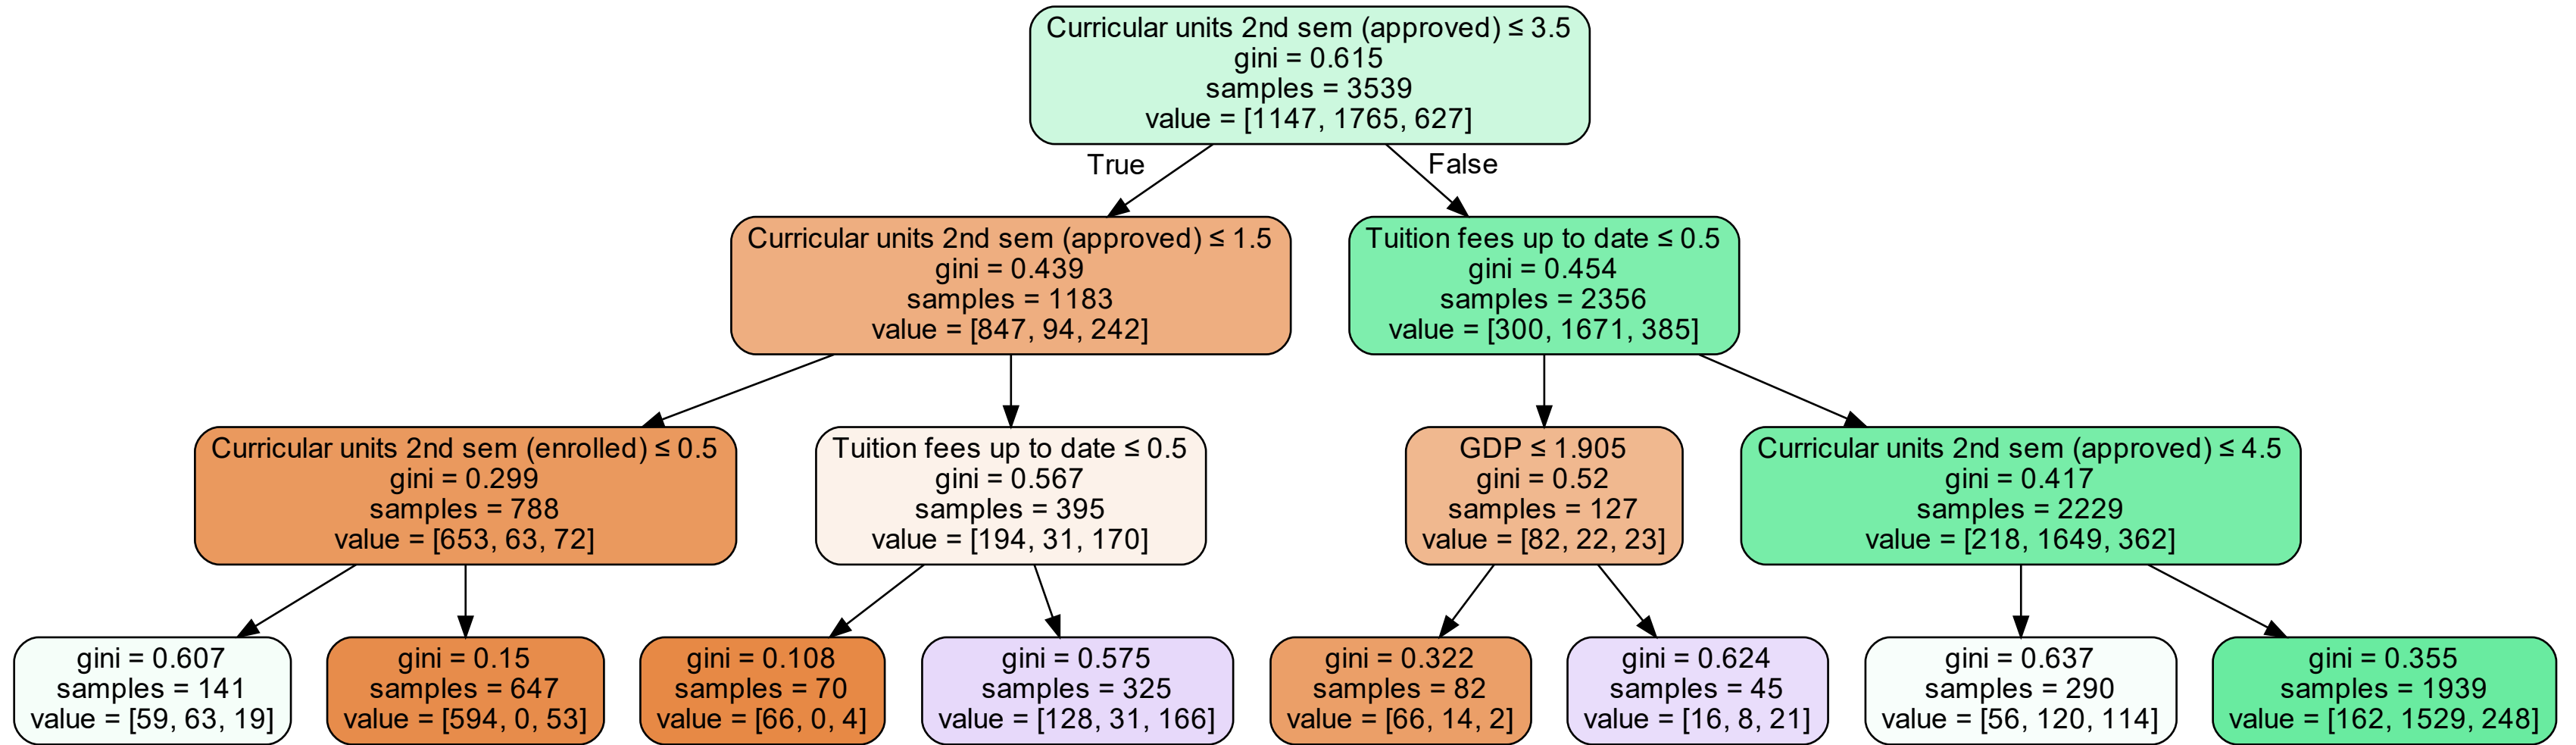 Curricular units 2nd sem (approved) ≤ 3.5
gini = 0.615
samples = 3539
value = [1147, 1765, 627]
True
False
Curricular units 2nd sem (approved) ≤ 1.5
gini = 0.439
samples = 1183
value = [847, 94, 242]
Tuition fees up to date ≤ 0.5
gini = 0.454
samples = 2356
value = [300, 1671, 385]
Curricular units 2nd sem (enrolled) ≤ 0.5
gini = 0.299
samples = 788
value = [653, 63, 72]
Tuition fees up to date ≤ 0.5
gini = 0.567
samples = 395
value = [194, 31, 170]
GDP ≤ 1.905
gini = 0.52
samples = 127
value = [82, 22, 23]
Curricular units 2nd sem (approved) ≤ 4.5
gini = 0.417
samples = 2229
value = [218, 1649, 362]
gini = 0.607
samples = 141
value = [59, 63, 19]
gini = 0.15
samples = 647
value = [594, 0, 53]
gini = 0.108
samples = 70
value = [66, 0, 4]
gini = 0.575
samples = 325
value = [128, 31, 166]
gini = 0.322
samples = 82
value = [66, 14, 2]
gini = 0.624
samples = 45
value = [16, 8, 21]
gini = 0.637
samples = 290
value = [56, 120, 114]
gini = 0.355
samples = 1939
value = [162, 1529, 248]